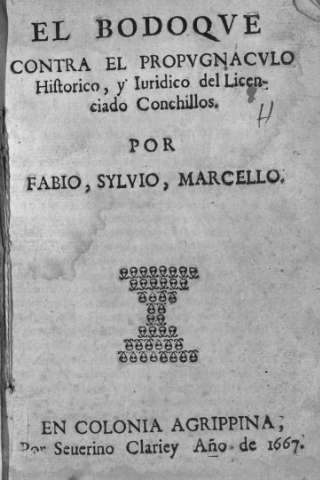 EL BODOQVE
CONTRA EL PROPVGNACVLO
Historico, y Iuridico del Licen-
ciado Conchillos.
H
POR
FABIO, SYLVIO, MARCELLO.
EN COLONIA AGRIPPINA;
Por Seuerino Clariey Año de 1667.